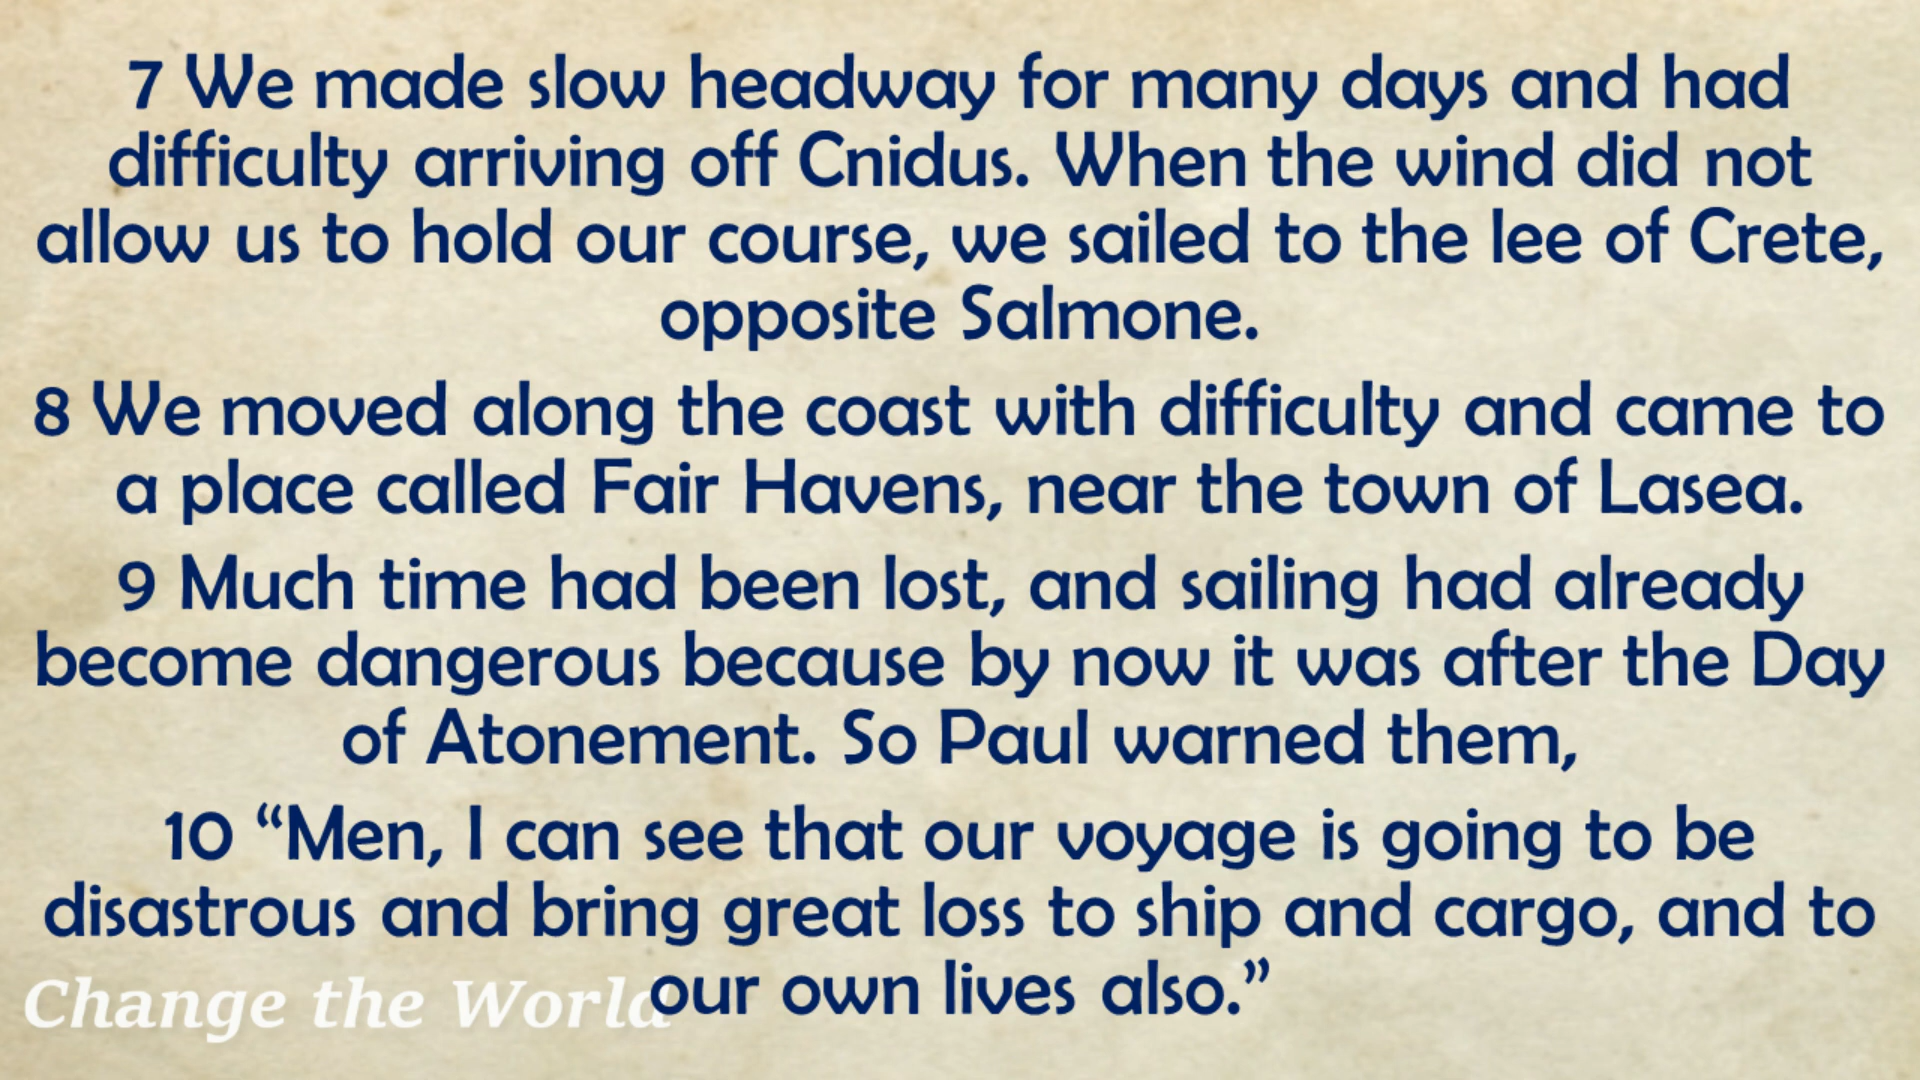 7 We made slow headway for many days and had
difficulty arriving off Cnidus. When the wind did not
allow us to hold our course, we sailed to the lee of Crete,
opposite Salmone.
8 We moved along the coast with difficulty and came to
a place called Fair Havens, near the town of Lasea.
9 Much time had been lost, and sailing had already
become dangerous because by now it was after the Day
of Atonement. So Paul warned them,
10 “Men, I can see that our voyage is going to be
disastrous and bring great loss to ship and cargo, and to
our own lives also.”
Change the World